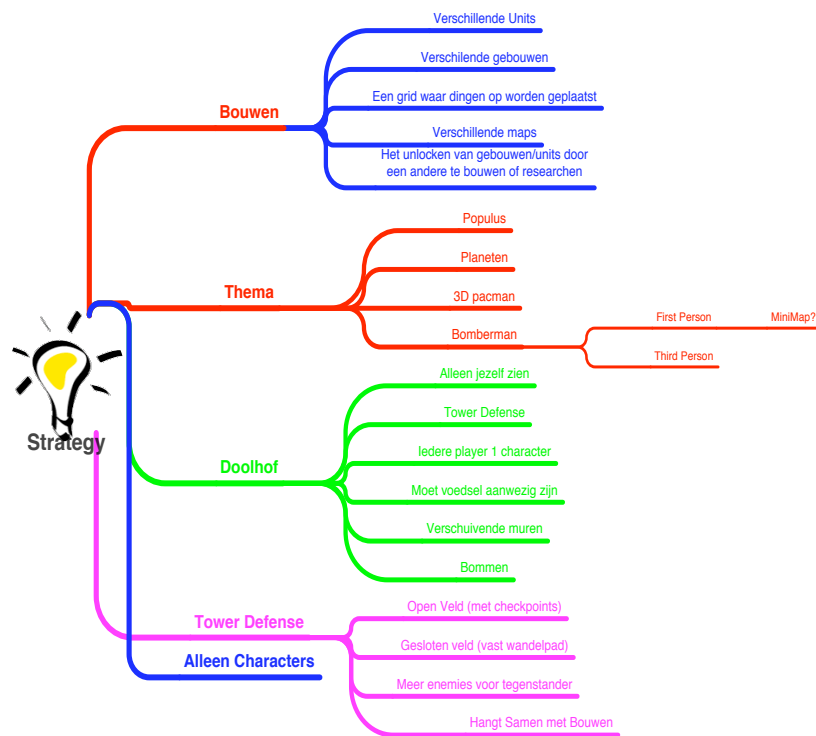 Strategy
Bouwen
Verschillende Units
Verschilende gebouwen
Een grid waar dingen op worden geplaatst
Verschillende maps
Het unlocken van gebouwen/units door
een andere te bouwen of researchen
Thema
Populus
Planeten
3D pacman
Bomberman
First Person
MiniMap?
Third Person
Doolhof
Alleen jezelf zien
Tower Defense
Iedere player 1 character
Moet voedsel aanwezig zijn
Verschuivende muren
Bommen
Tower Defense
Open Veld (met checkpoints)
Gesloten veld (vast wandelpad)
Meer enemies voor tegenstander
Hangt Samen met Bouwen
Alleen Characters